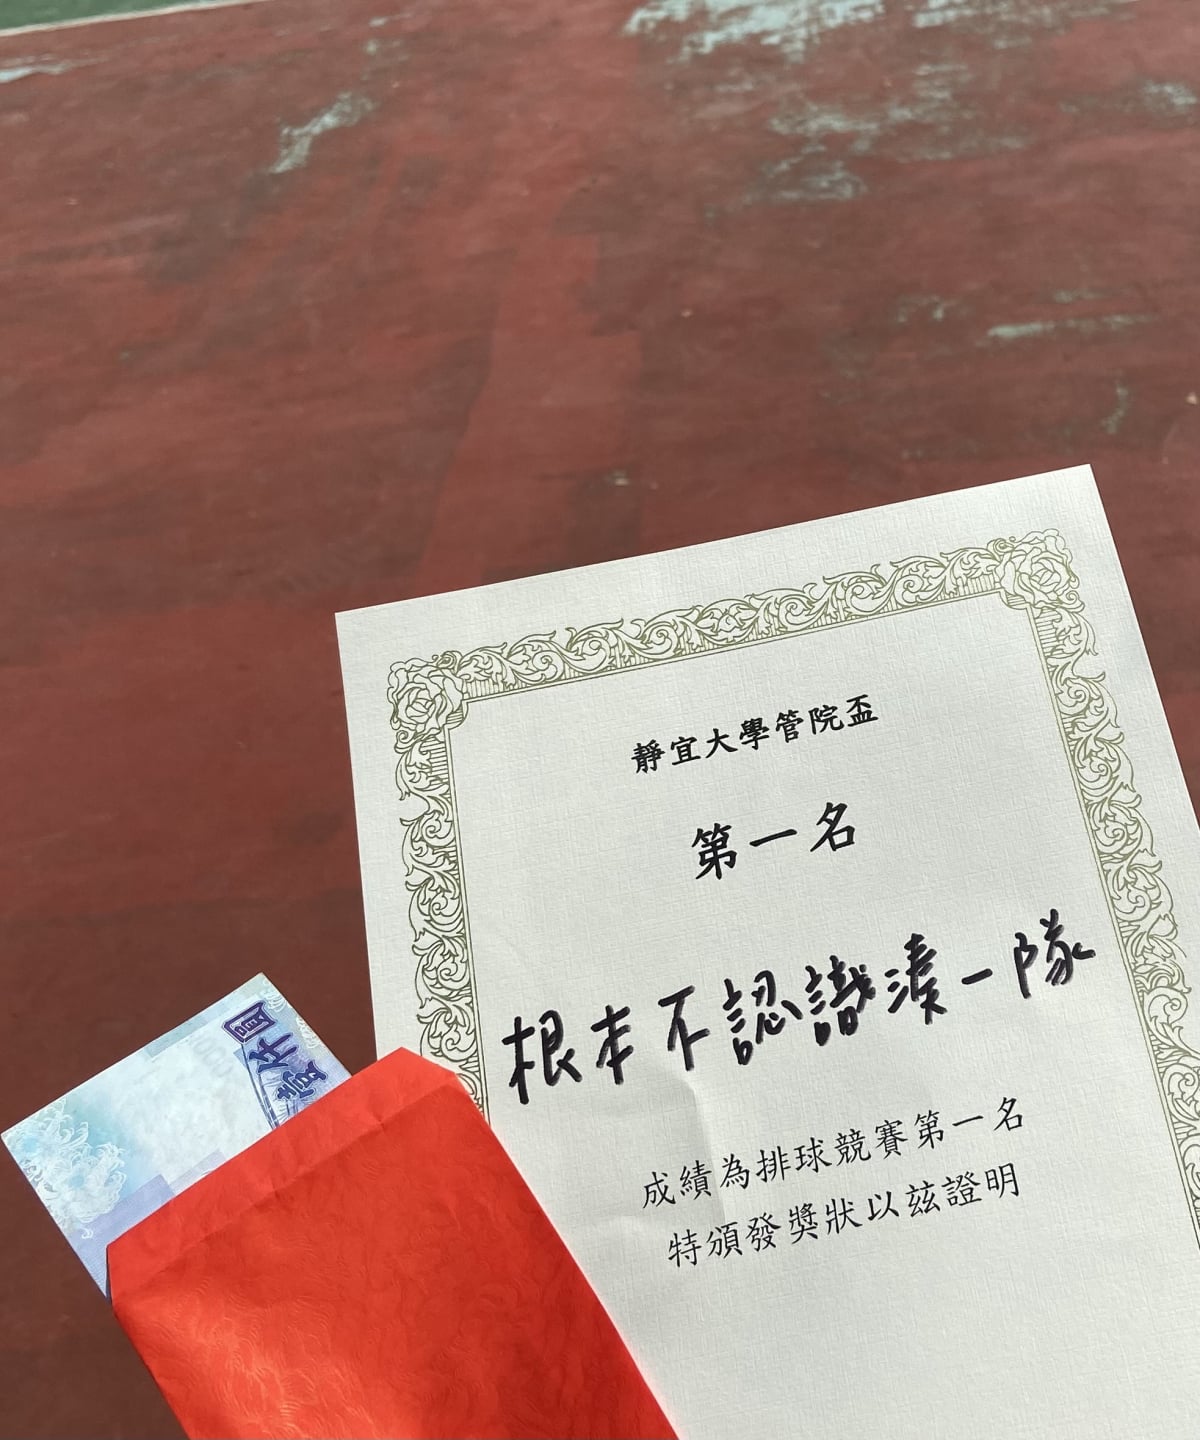 靜宜大學管院盃
第一名
根本不認識湊一隊
成績為排球競賽第一名
特頒發獎狀以茲證明
壹仟圓